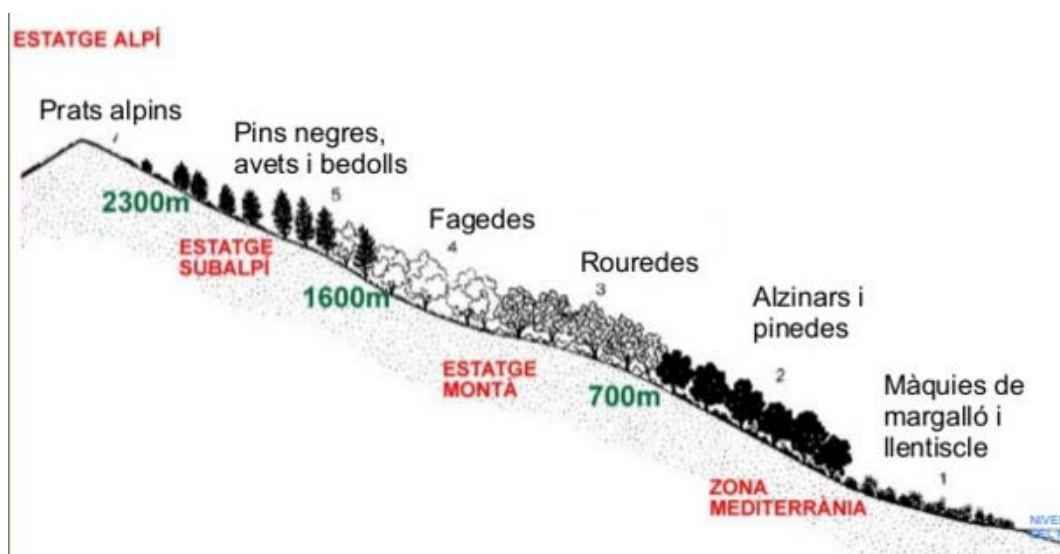 ESTATGE ALPÍ
Prats alpins
Pins negres,
avets i bedolls
5
2300m
Fagedes
4
ESTATGE
SUBALPÍ
Rouredes
3
1600m
Alzinars i
pinedes
2
ESTATGE
MONTÀ
700m
Màquies de
margalló i
llentiscle
1
ZONA
MEDITERRÀNIA